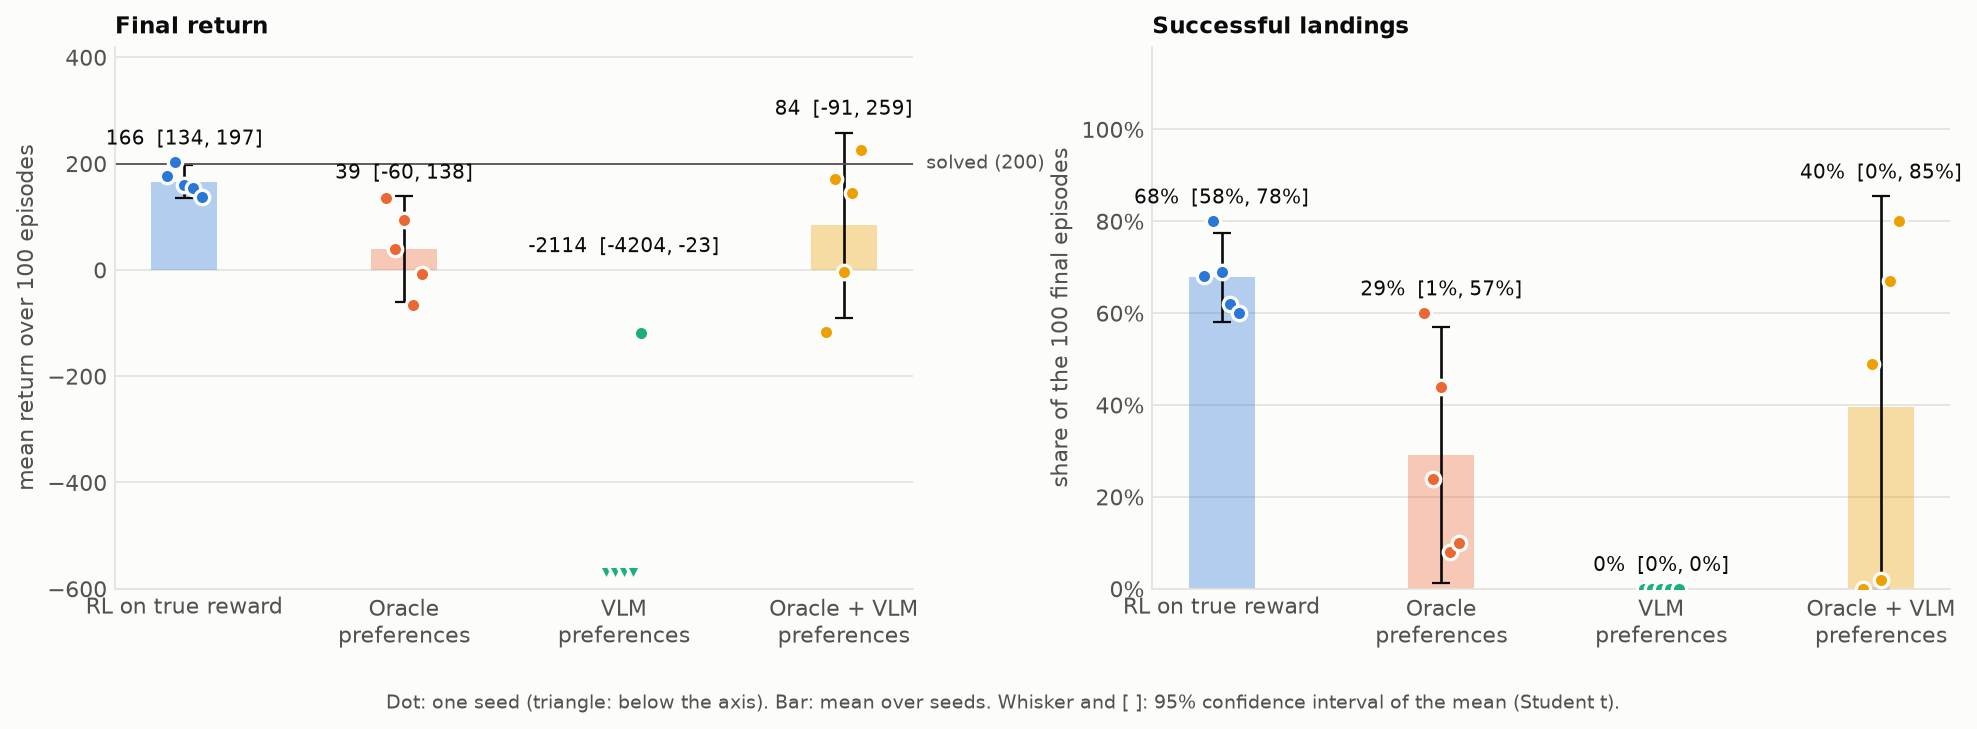 Final return
mean return over 100 episodes
400
200
0
−200
−400
−600
166  [134, 197]
39  [-60, 138]
-2114  [-4204, -23]
84  [-91, 259]
solved (200)
RL on true reward
Oracle
preferences
VLM
preferences
Oracle + VLM
preferences
Successful landings
share of the 100 final episodes
100%
80%
60%
40%
20%
0%
68%  [58%, 78%]
29%  [1%, 57%]
0%  [0%, 0%]
40%  [0%, 85%]
RL on true reward
Oracle
preferences
VLM
preferences
Oracle + VLM
preferences
Dot: one seed (triangle: below the axis). Bar: mean over seeds. Whisker and [ ]: 95% confidence interval of the mean (Student t).